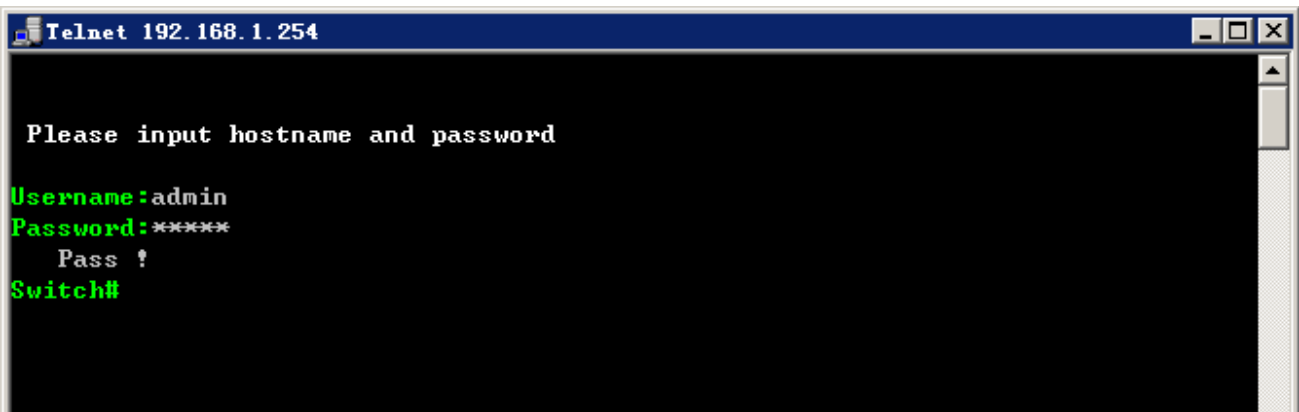 Telnet 192.168.1.254
Please input hostname and password
Username:admin
Password:*****
Pass !
Switch#